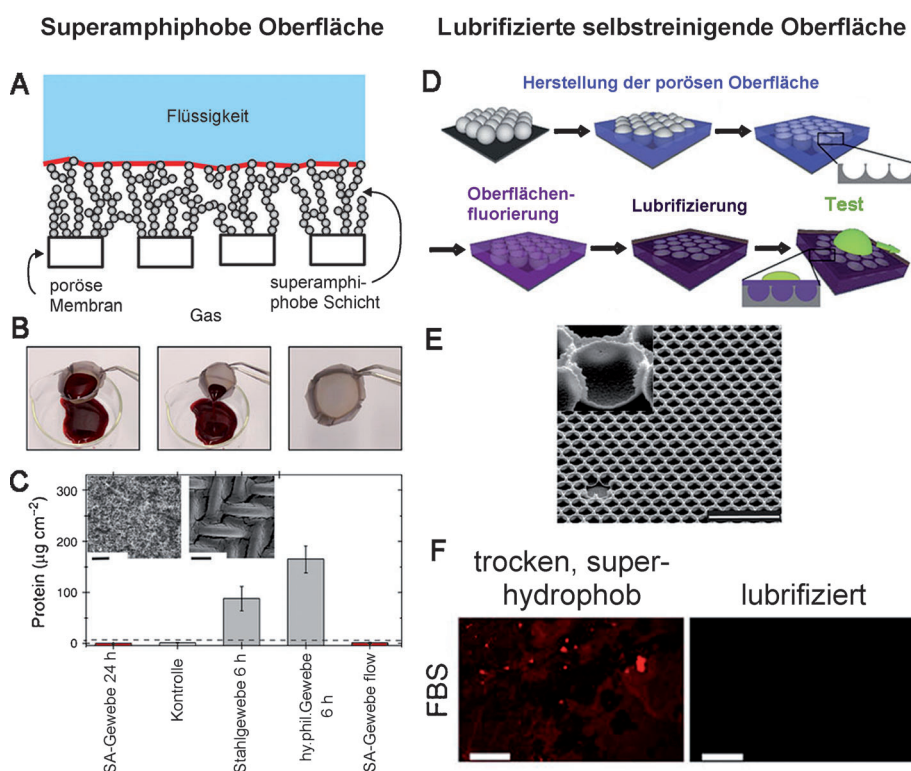 Superamphiphobe Oberfläche
A
Flüssigkeit
poröse
Membran
superamphi-
phobe Schicht
Gas
B
C
Protein (µg cm⁻²)
300
200
100
0
SA-Gewebe 24 h
Kontrolle
Stahlgewebe 6 h
hy.phil.Gewebe
6 h
SA-Gewebe flow
Lubrifizierte selbstreinigende Oberfläche
D
Herstellung der porösen Oberfläche
Oberflächen-
fluorierung
Lubrifizierung
Test
E
F
trocken, super-
hydrophob
lubrifiziert
FBS